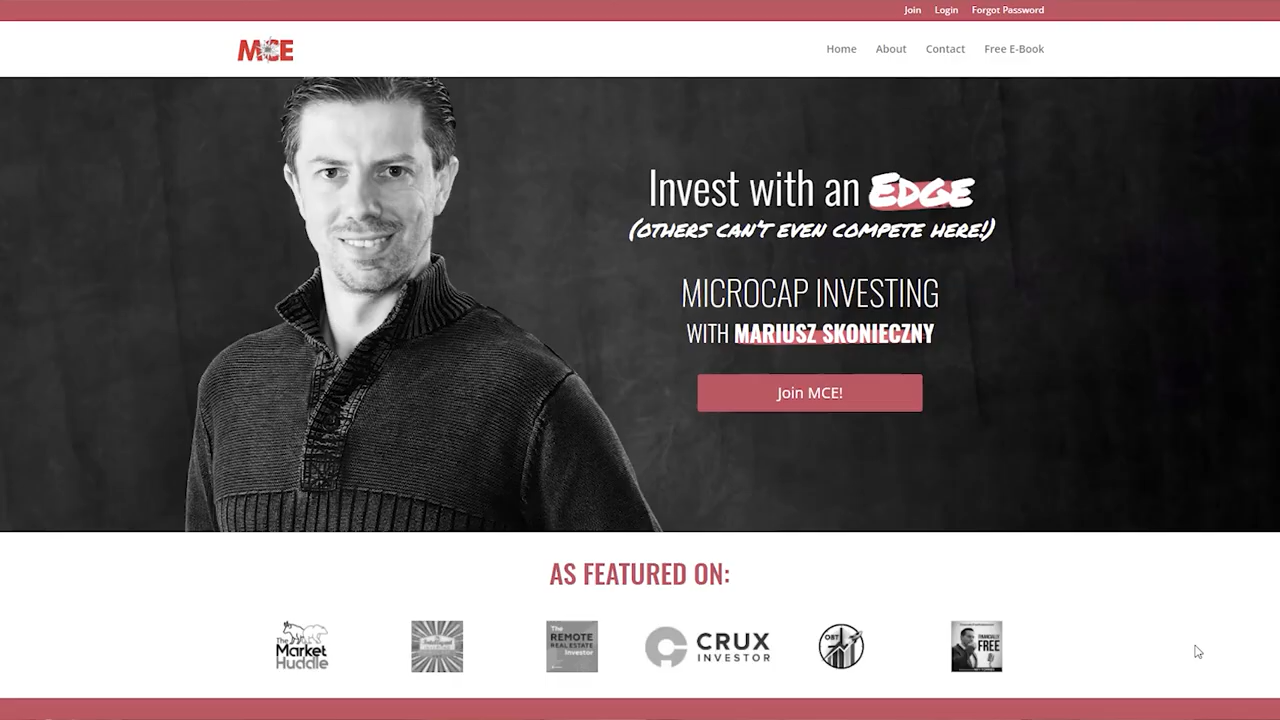 Join Login Forgot Password
MCE
Home About Contact Free E-Book
Invest with an EDGE
(OTHERS CAN'T EVEN COMPETE HERE!)
MICROCAP INVESTING
WITH MARIUSZ SKONIECZNY
Join MCE!
AS FEATURED ON:
The
Market
Huddle
The
REMOTE
REAL ESTATE
Investor
CRUX
INVESTOR
OBT
FINANCIALLY
FREE